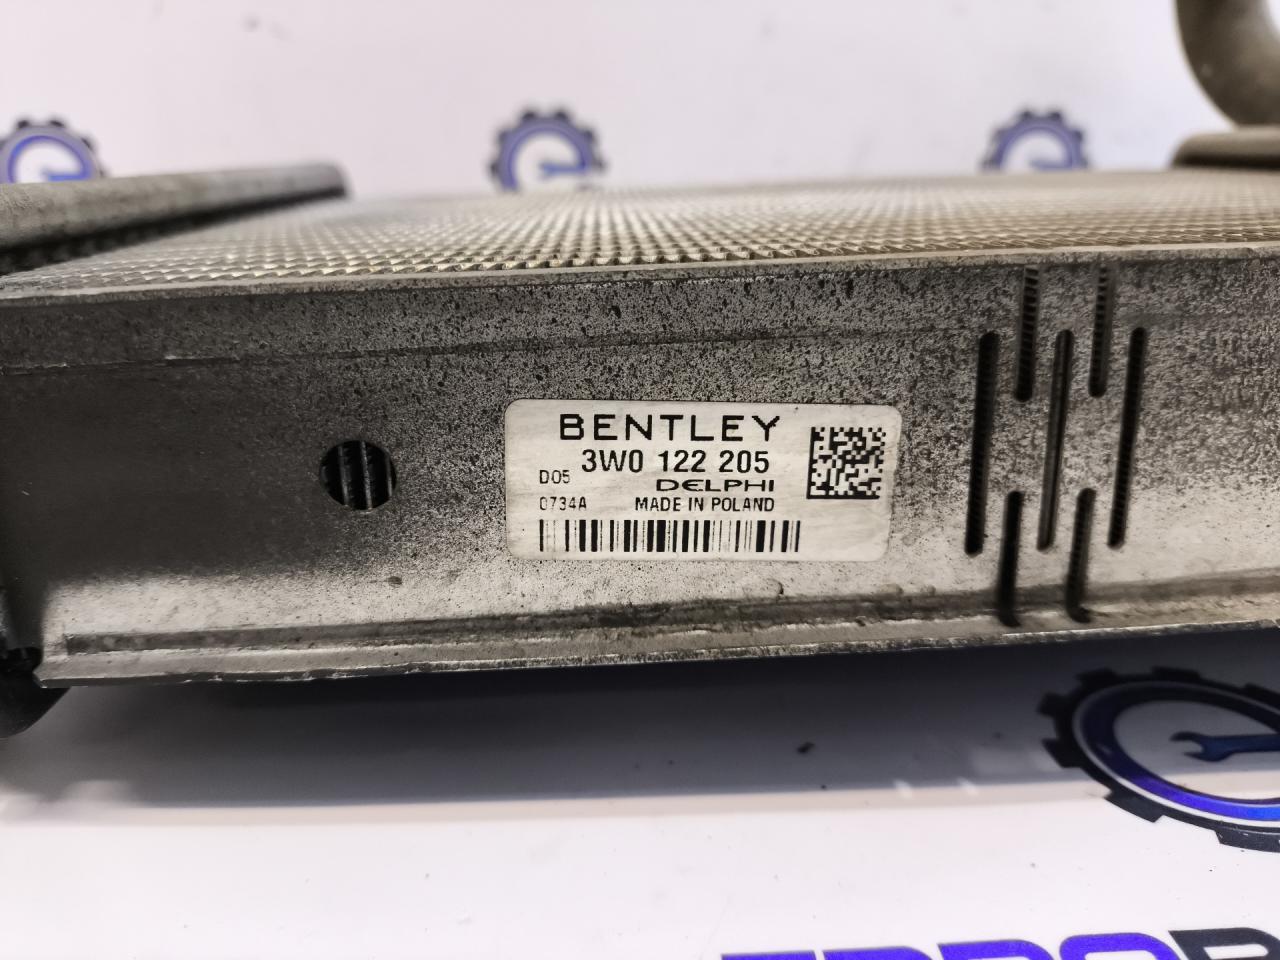 BENTLEY
3W0 122 205
D05 DELPHI
0734A MADE IN POLAND